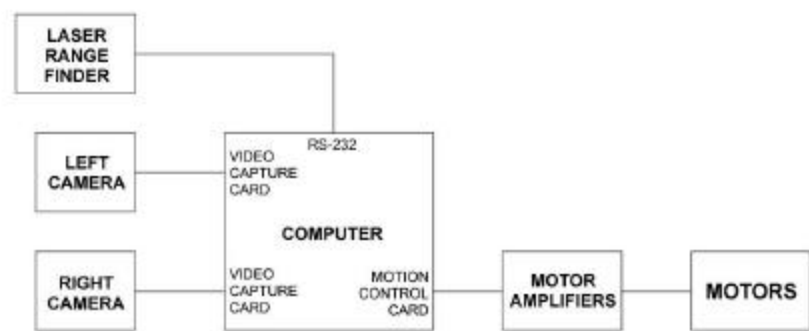 LASER
RANGE
FINDER
RS-232
LEFT
CAMERA
VIDEO
CAPTURE
CARD
COMPUTER
RIGHT
CAMERA
VIDEO
CAPTURE
CARD
MOTION
CONTROL
CARD
MOTOR
AMPLIFIERS
MOTORS